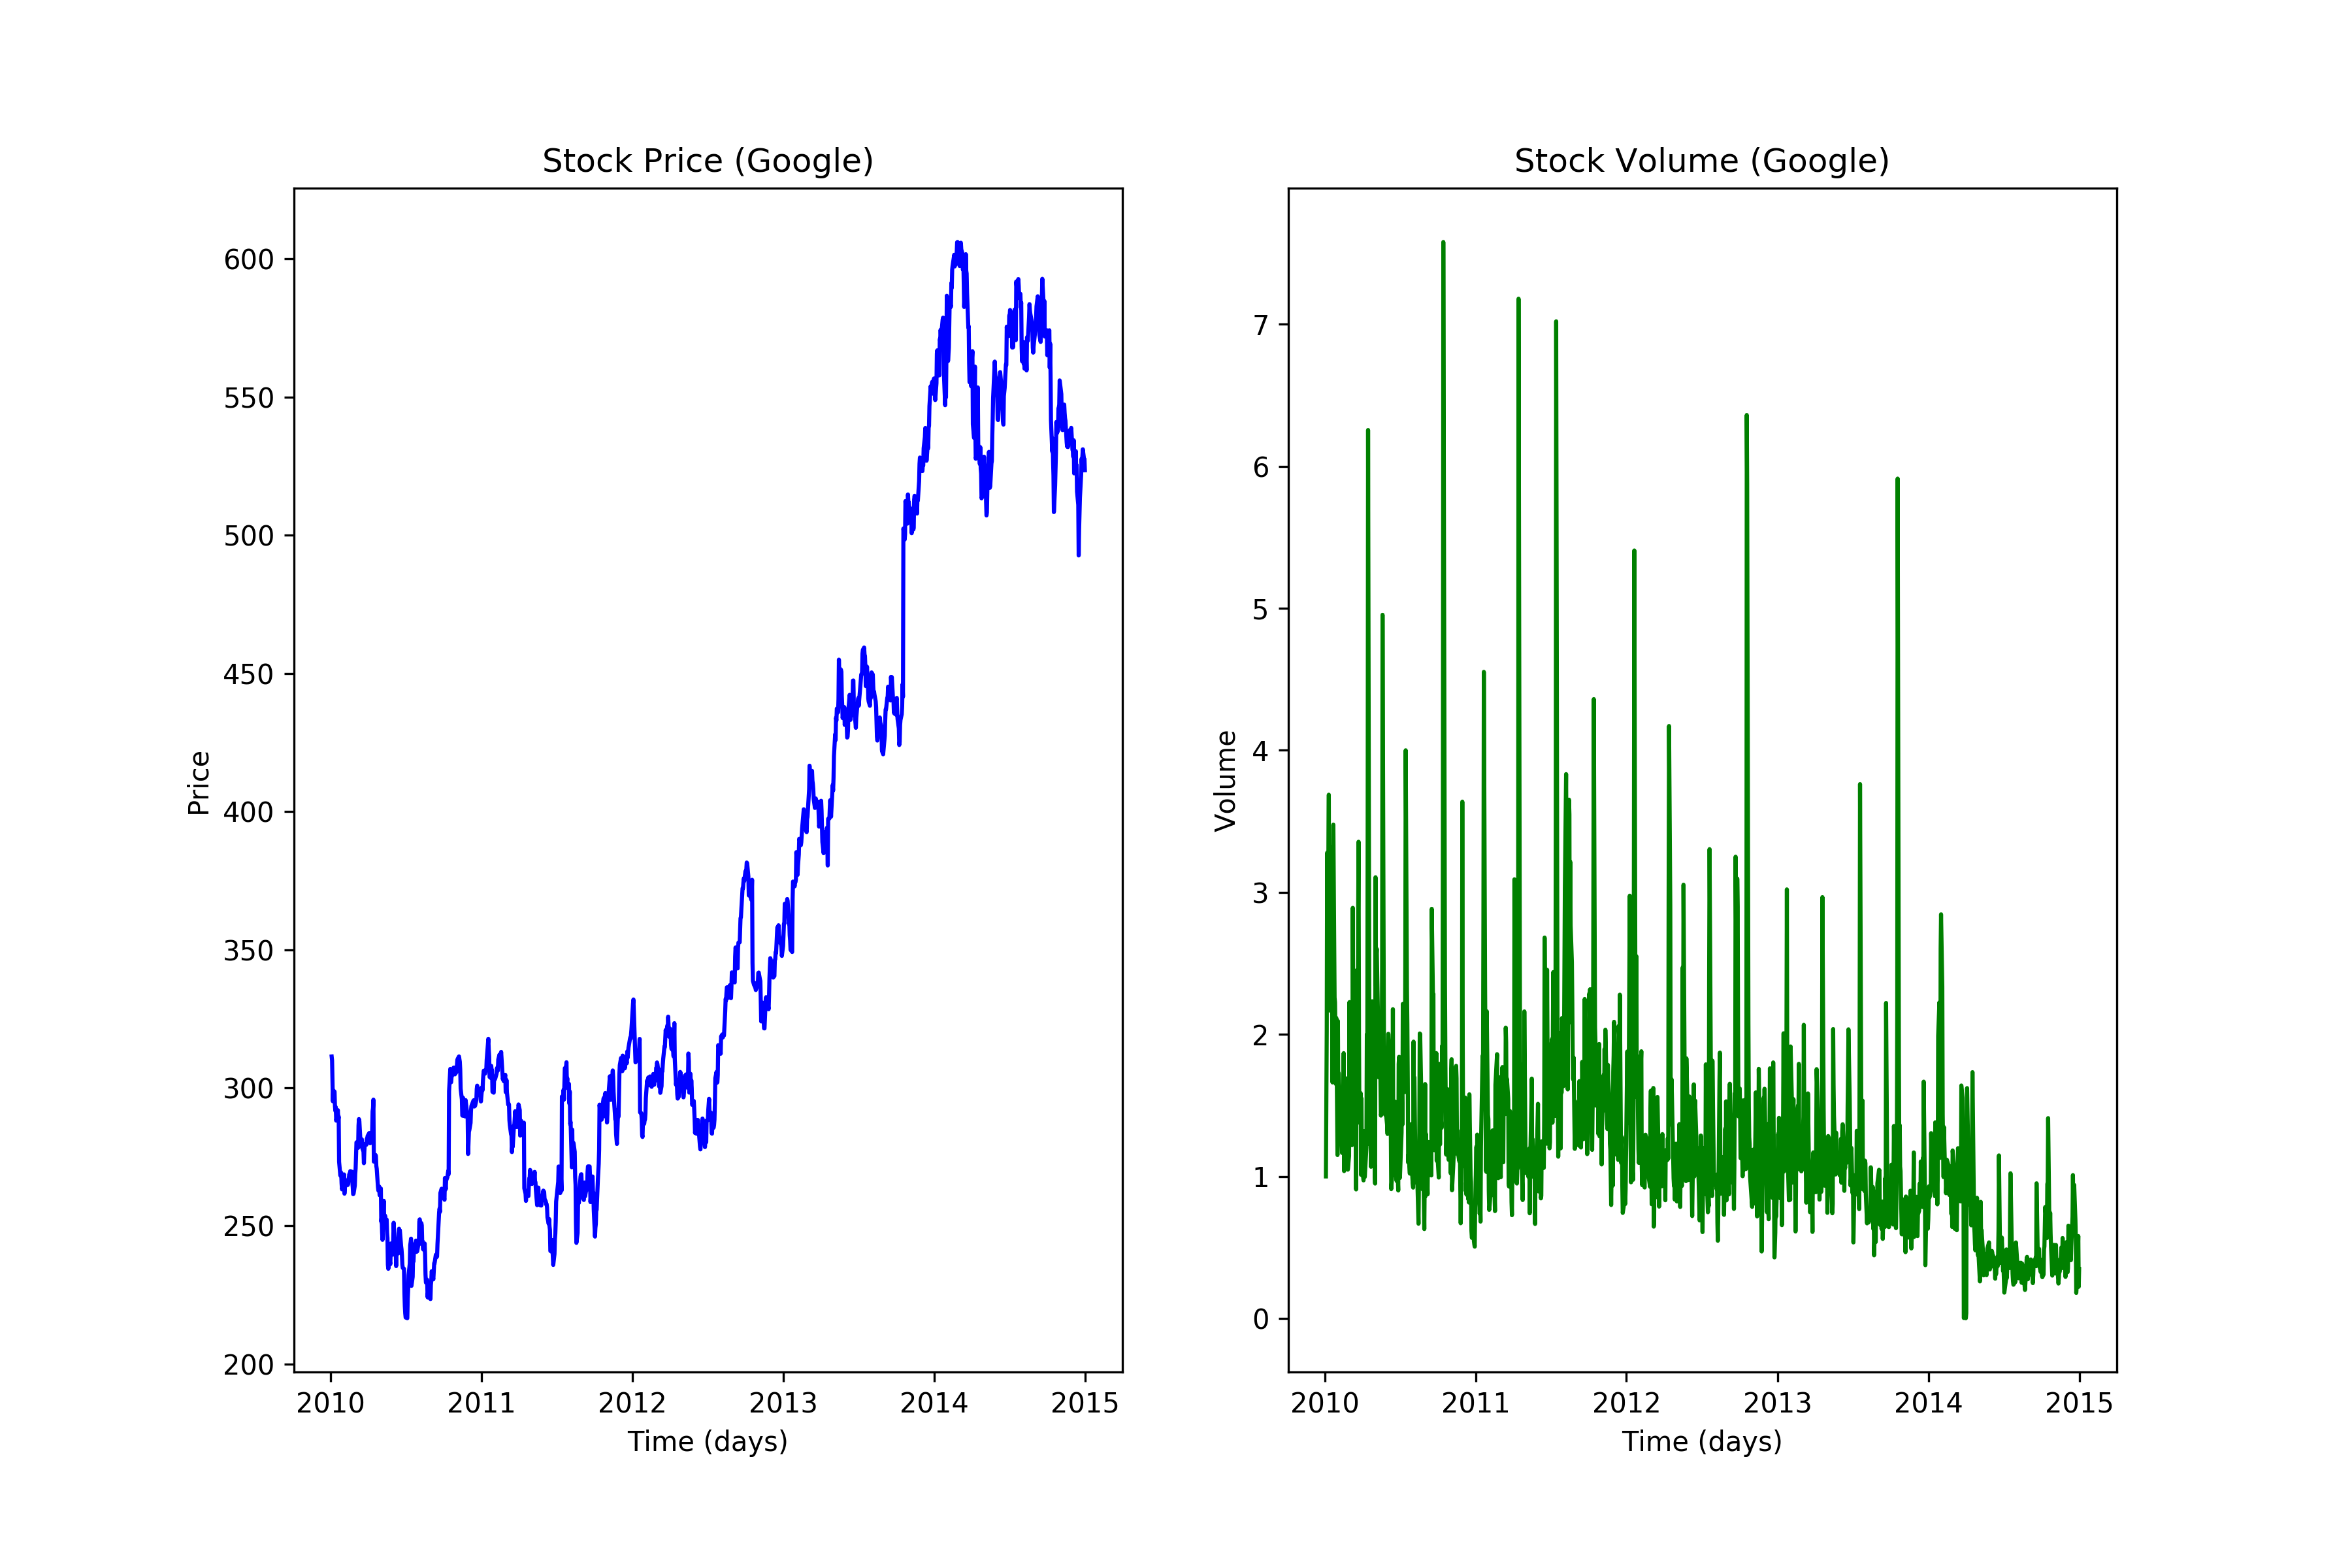 Stock Price (Google)
Price
600
550
500
450
400
350
300
250
200
2010 2011 2012 2013 2014 2015
Time (days)
Stock Volume (Google)
Volume
7
6
5
4
3
2
1
0
2010 2011 2012 2013 2014 2015
Time (days)